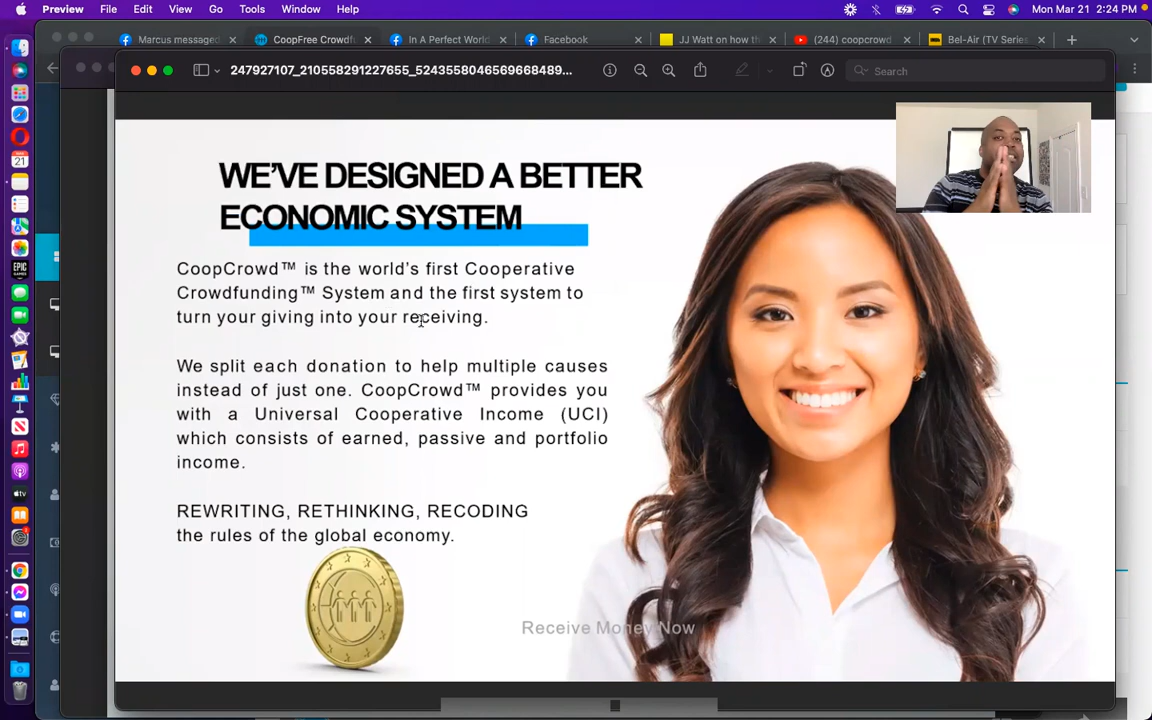 Preview File Edit View Go Tools Window Help Mon Mar 21 2:24 PM
Marcus messaged CoopFree Crowdf In A Perfect World Facebook JJ Watt on how th (244) coopcrowd Bel-Air (TV Series
247927107_210558291227655_5243558046569668489... Search
WE'VE DESIGNED A BETTER
ECONOMIC SYSTEM
CoopCrowd™ is the world's first Cooperative
Crowdfunding™ System and the first system to
turn your giving into your receiving.
We split each donation to help multiple causes
instead of just one. CoopCrowd™ provides you
with a Universal Cooperative Income (UCI)
which consists of earned, passive and portfolio
income.
REWRITING, RETHINKING, RECODING
the rules of the global economy.
Receive Money Now